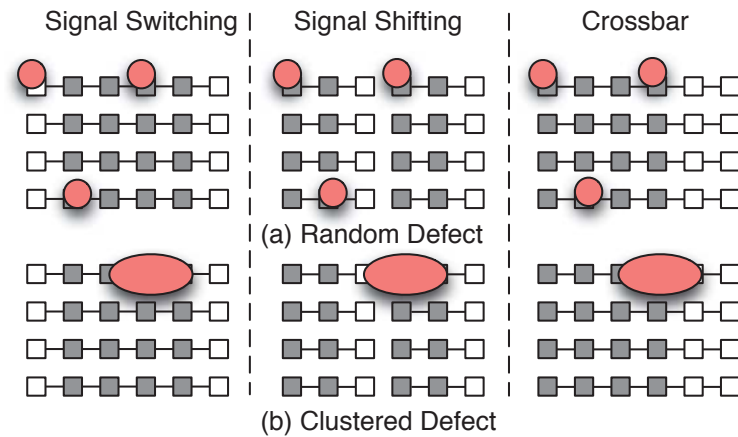 Signal Switching Signal Shifting Crossbar
(a) Random Defect
(b) Clustered Defect